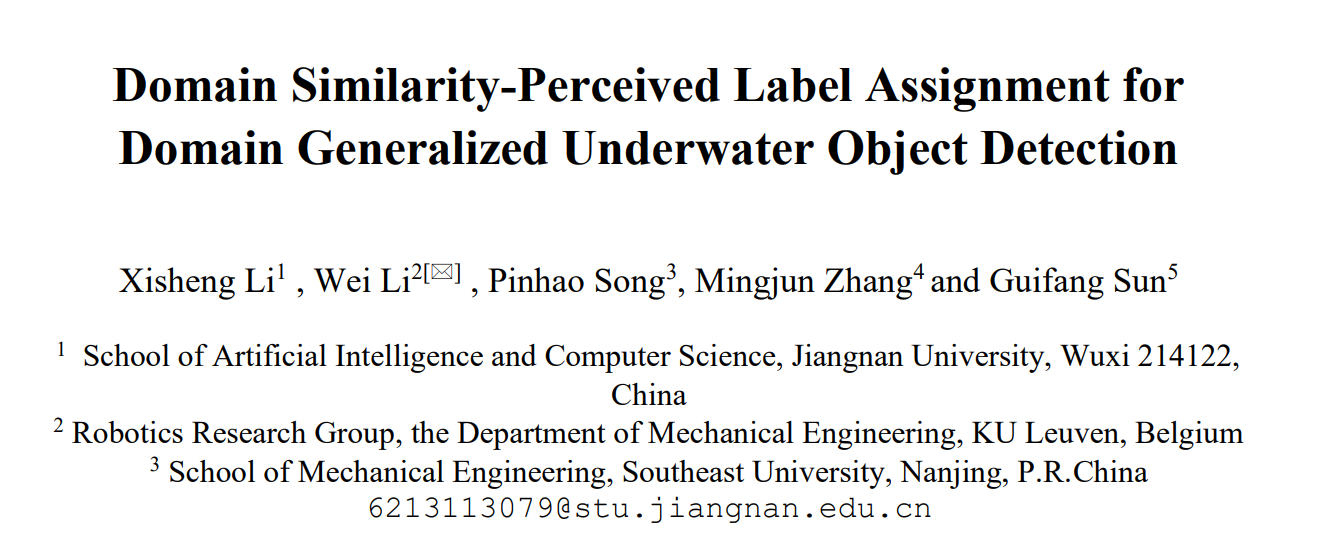 Domain Similarity-Perceived Label Assignment for
Domain Generalized Underwater Object Detection
Xisheng Li1 , Wei Li2[✉] , Pinhao Song3, Mingjun Zhang4 and Guifang Sun5
1 School of Artificial Intelligence and Computer Science, Jiangnan University, Wuxi 214122,
China
2 Robotics Research Group, the Department of Mechanical Engineering, KU Leuven, Belgium
3 School of Mechanical Engineering, Southeast University, Nanjing, P.R.China
6213113079@stu.jiangnan.edu.cn